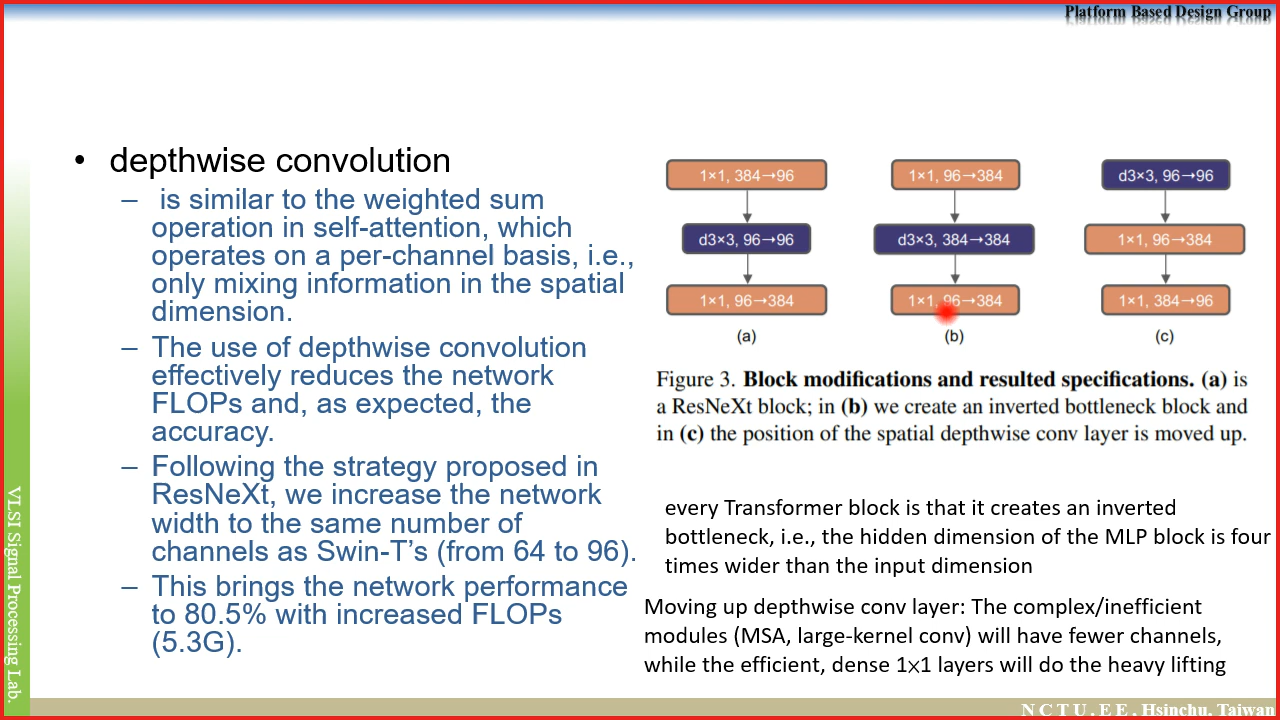 Platform Based Design Group
• depthwise convolution
– is similar to the weighted sum
operation in self-attention, which
operates on a per-channel basis, i.e.,
only mixing information in the spatial
dimension.
– The use of depthwise convolution
effectively reduces the network
FLOPs and, as expected, the
accuracy.
– Following the strategy proposed in
ResNeXt, we increase the network
width to the same number of
channels as Swin-T’s (from 64 to 96).
– This brings the network performance
to 80.5% with increased FLOPs
(5.3G).
1×1, 384→96
d3×3, 96→96
1×1, 96→384
(a)
1×1, 96→384
d3×3, 384→384
1×1, 96→384
(b)
d3×3, 96→96
1×1, 96→384
1×1, 384→96
(c)
Figure 3. Block modifications and resulted specifications. (a) is
a ResNeXt block; in (b) we create an inverted bottleneck block and
in (c) the position of the spatial depthwise conv layer is moved up.
every Transformer block is that it creates an inverted
bottleneck, i.e., the hidden dimension of the MLP block is four
times wider than the input dimension
Moving up depthwise conv layer: The complex/inefficient
modules (MSA, large-kernel conv) will have fewer channels,
while the efficient, dense 1×1 layers will do the heavy lifting
VLSI Signal Processing Lab.
N C T U . E E , Hsinchu, Taiwan